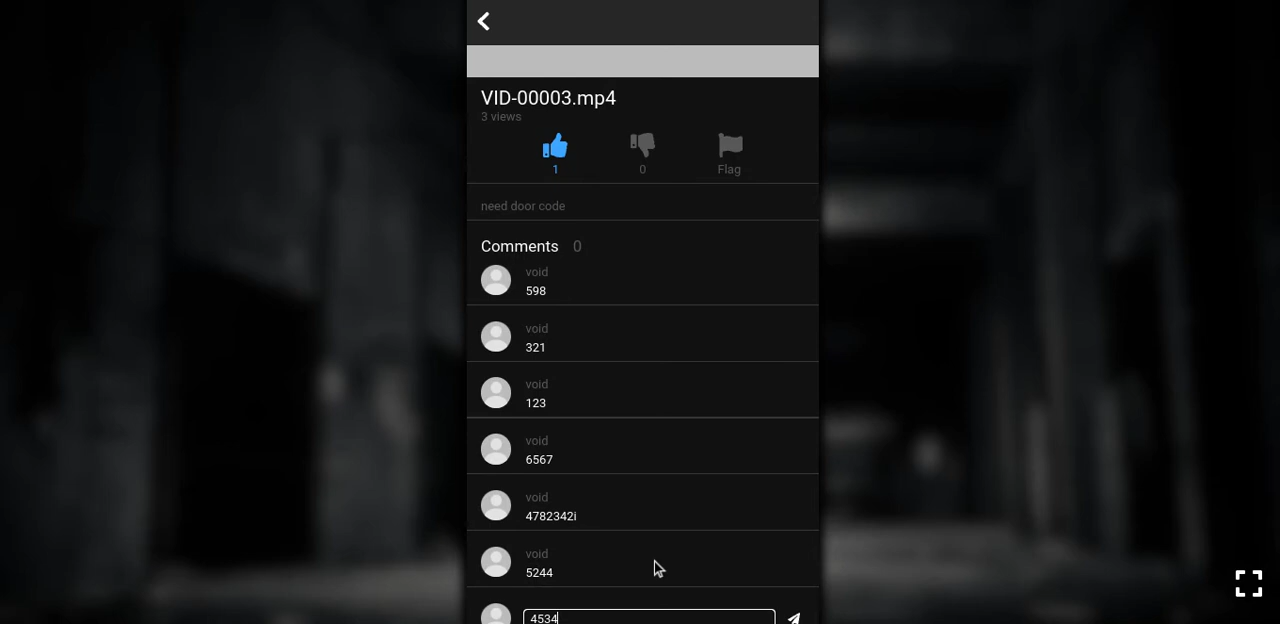 VID-00003.mp4
3 views
1
0
Flag
need door code
Comments 0
void
598
void
321
void
123
void
6567
void
4782342i
void
5244
4534